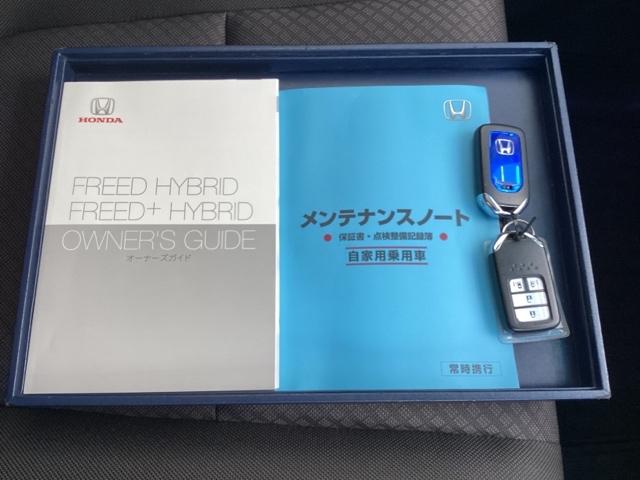 HONDA
FREED HYBRID
FREED+ HYBRID
OWNER'S GUIDE
オーナーズガイド
メンテナンスノート
保証書・点検整備記録簿
自家用乗用車
常時携行